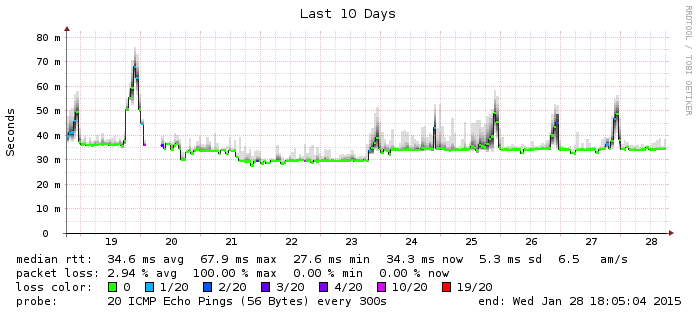 Last 10 Days
RRDTOOL / TOBI OETIKER
Seconds
80 m
70 m
60 m
50 m
40 m
30 m
20 m
10 m
0
19 20 21 22 23 24 25 26 27 28
median rtt: 34.6 ms avg 67.9 ms max 27.6 ms min 34.3 ms now 5.3 ms sd 6.5 am/s
packet loss: 2.94 % avg 100.00 % max 0.00 % min 0.00 % now
loss color: 0 1/20 2/20 3/20 4/20 10/20 19/20
probe: 20 ICMP Echo Pings (56 Bytes) every 300s end: Wed Jan 28 18:05:04 2015